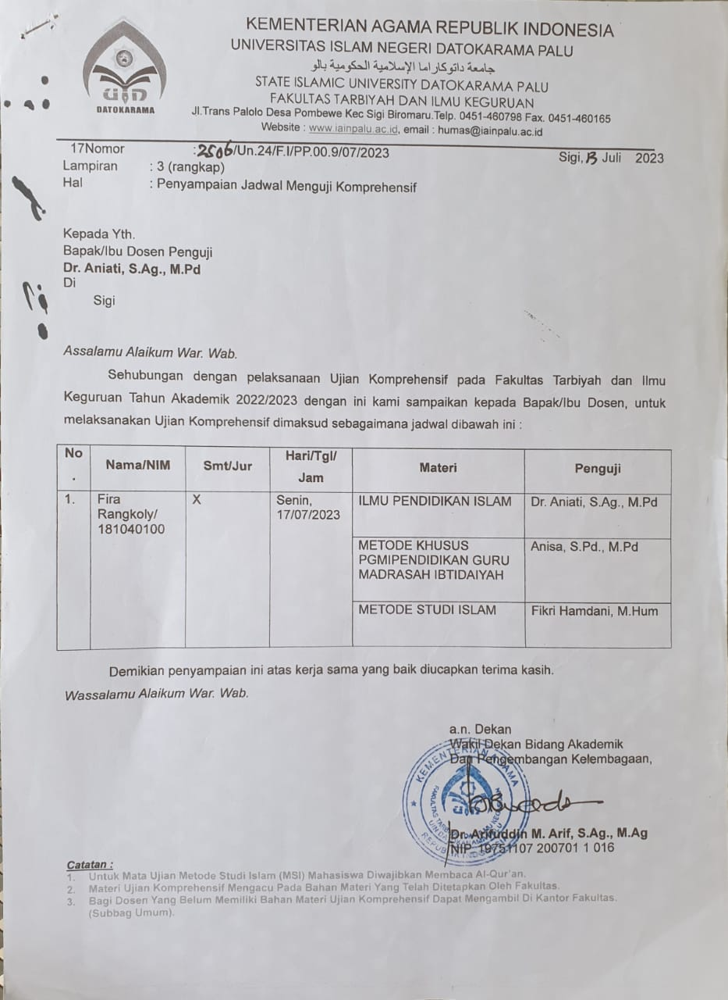 KEMENTERIAN AGAMA REPUBLIK INDONESIA
UNIVERSITAS ISLAM NEGERI DATOKARAMA PALU
جامعة داتوكاراما الإسلامية الحكومية بالو
STATE ISLAMIC UNIVERSITY DATOKARAMA PALU
FAKULTAS TARBIYAH DAN ILMU KEGURUAN
Jl.Trans Palolo Desa Pombewe Kec Sigi Biromaru.Telp. 0451-460798 Fax. 0451-460165
Website : www.iainpalu.ac.id, email : humas@iainpalu.ac.id
UIN
DATOKARAMA
17Nomor :2506/Un.24/F.I/PP.00.9/07/2023
Sigi, 13 Juli 2023
Lampiran : 3 (rangkap)
Hal : Penyampaian Jadwal Menguji Komprehensif
Kepada Yth.
Bapak/Ibu Dosen Penguji
Dr. Aniati, S.Ag., M.Pd
Di
Sigi
Assalamu Alaikum War. Wab.
Sehubungan dengan pelaksanaan Ujian Komprehensif pada Fakultas Tarbiyah dan Ilmu
Keguruan Tahun Akademik 2022/2023 dengan ini kami sampaikan kepada Bapak/Ibu Dosen, untuk
melaksanakan Ujian Komprehensif dimaksud sebagaimana jadwal dibawah ini :
No
.
Nama/NIM
Smt/Jur
Hari/Tgl/
Jam
Materi
Penguji
1.
Fira
Rangkoly/
181040100
X
Senin,
17/07/2023
ILMU PENDIDIKAN ISLAM
Dr. Aniati, S.Ag., M.Pd
METODE KHUSUS
PGMIPENDIDIKAN GURU
MADRASAH IBTIDAIYAH
Anisa, S.Pd., M.Pd
METODE STUDI ISLAM
Fikri Hamdani, M.Hum
Demikian penyampaian ini atas kerja sama yang baik diucapkan terima kasih.
Wassalamu Alaikum War. Wab.
a.n. Dekan
Wakil Dekan Bidang Akademik
Dan Pengembangan Kelembagaan,
KEMENTERIAN AGAMA
REPUBLIK INDONESIA
Dr. Arifuddin M. Arif, S.Ag., M.Ag
NIP. 19751107 200701 1 016
Catatan :
1. Untuk Mata Ujian Metode Studi Islam (MSI) Mahasiswa Diwajibkan Membaca Al-Qur'an.
2. Materi Ujian Komprehensif Mengacu Pada Bahan Materi Yang Telah Ditetapkan Oleh Fakultas.
3. Bagi Dosen Yang Belum Memiliki Bahan Materi Ujian Komprehensif Dapat Mengambil Di Kantor Fakultas.
(Subbag Umum).